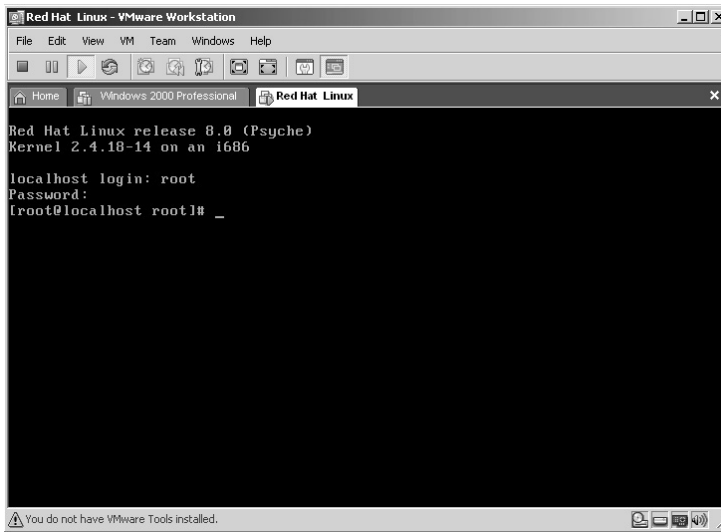 Red Hat Linux - VMware Workstation
File Edit View VM Team Windows Help
Home Windows 2000 Professional Red Hat Linux
Red Hat Linux release 8.0 (Psyche)
Kernel 2.4.18-14 on an i686
localhost login: root
Password:
[root@localhost root]# _
You do not have VMware Tools installed.